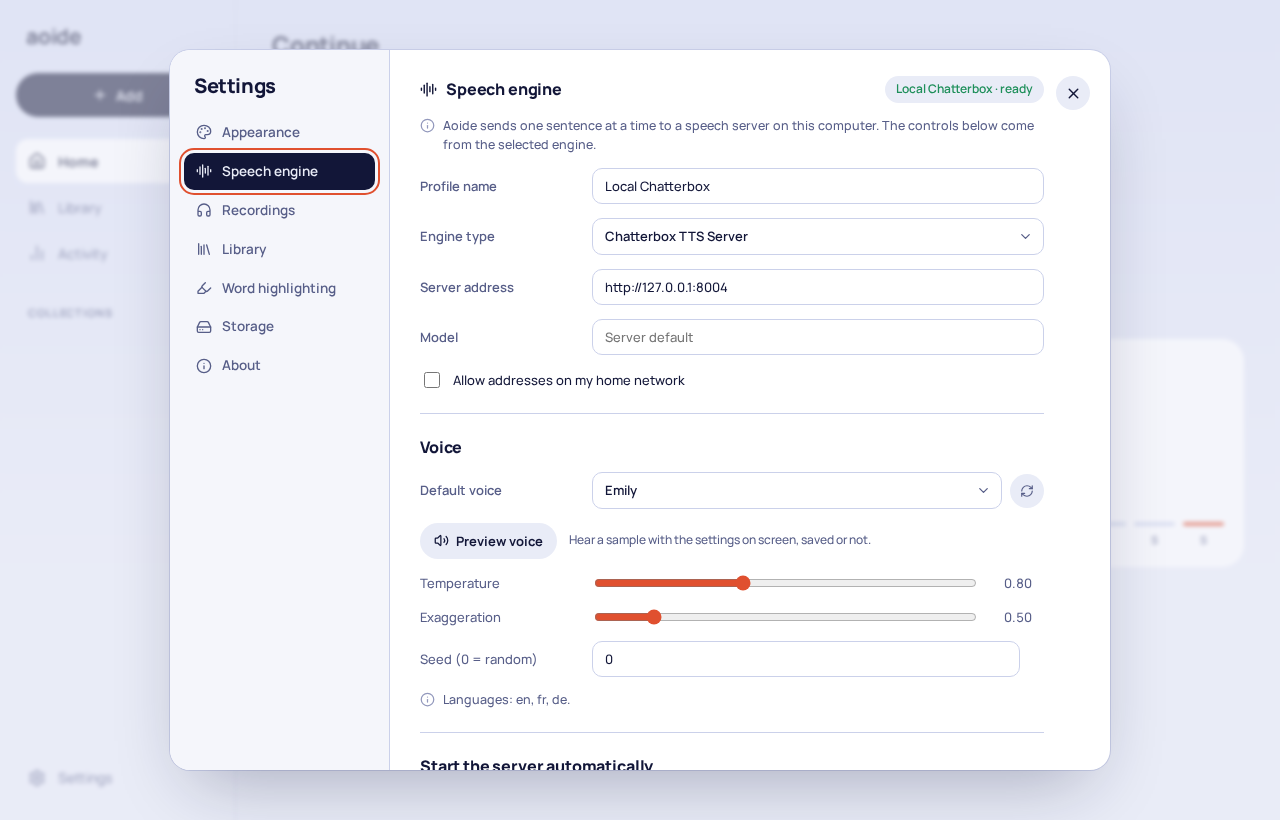 aoide
Continue
Add
Home
Library
Activity
COLLECTIONS
Settings
Settings
Appearance
Speech engine
Recordings
Library
Word highlighting
Storage
About
Speech engine
Local Chatterbox · ready
Aoide sends one sentence at a time to a speech server on this computer. The controls below come
from the selected engine.
Profile name
Local Chatterbox
Engine type
Chatterbox TTS Server
Server address
http://127.0.0.1:8004
Model
Server default
Allow addresses on my home network
Voice
Default voice
Emily
Preview voice
Hear a sample with the settings on screen, saved or not.
Temperature
0.80
Exaggeration
0.50
Seed (0 = random)
0
Languages: en, fr, de.
Start the server automatically